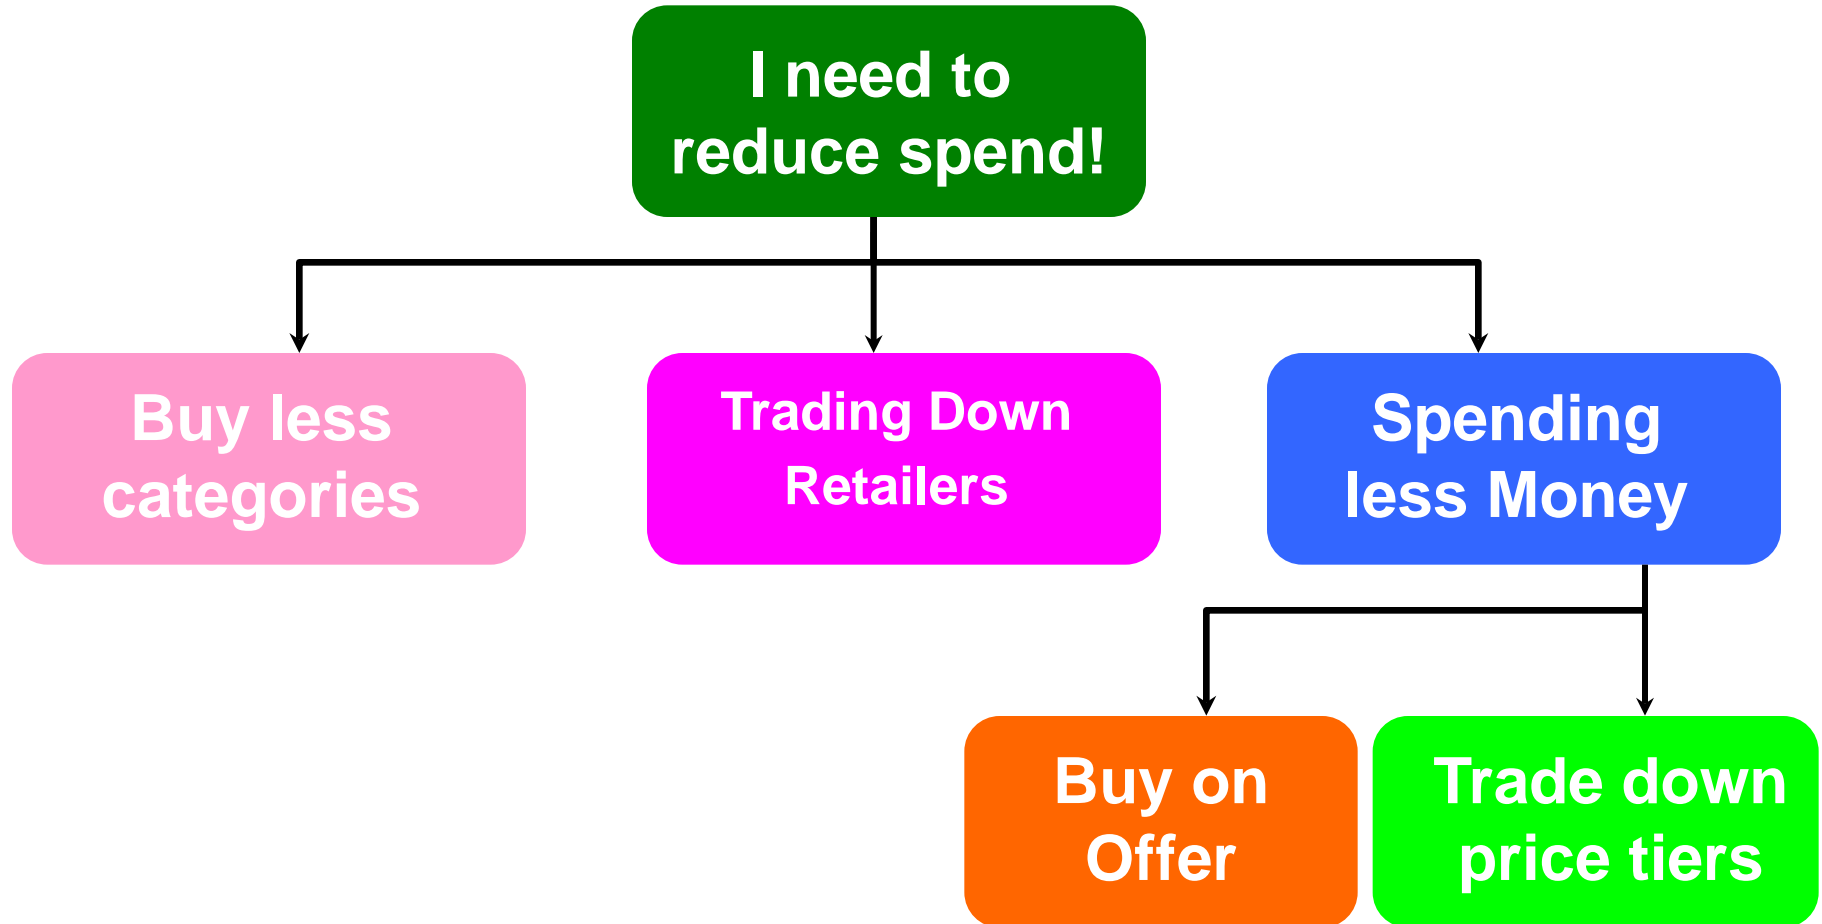 I need to
reduce spend!
Buy less
categories
Trading Down
Retailers
Spending
less Money
Buy on
Offer
Trade down
price tiers